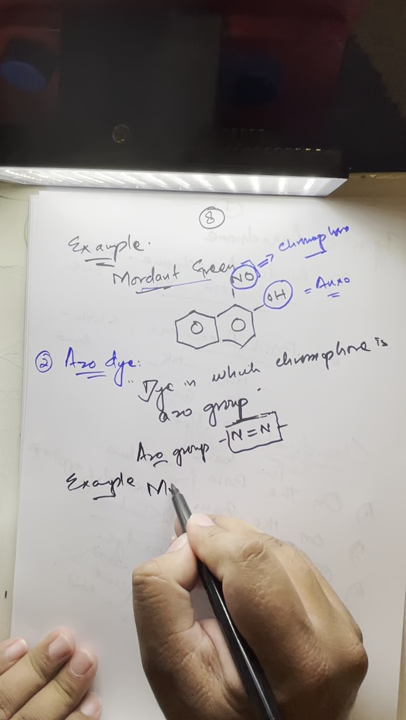 8
Example.
Mordant Green
NO => chromophore
OH = Auxo
② Azo dye:
Dye in which chromophore is
azo group.
Azo group -N=N-
Example M